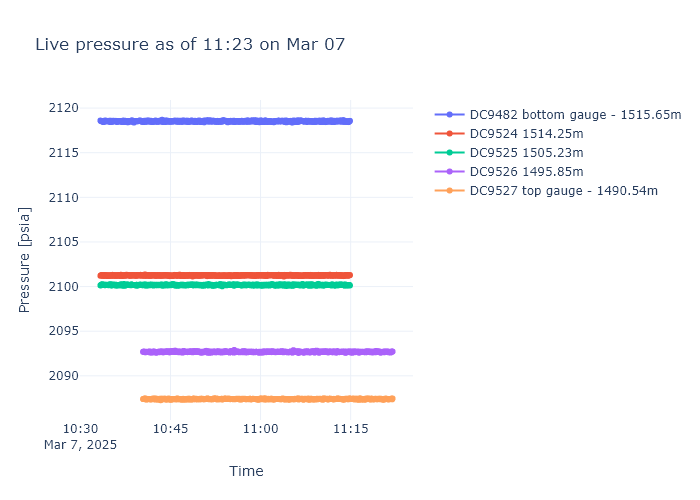 Live pressure as of 11:23 on Mar 07
2120
2115
2110
2105
2100
2095
2090
Pressure [psia]
10:30
Mar 7, 2025
10:45
11:00
11:15
Time
DC9482 bottom gauge - 1515.65m
DC9524 1514.25m
DC9525 1505.23m
DC9526 1495.85m
DC9527 top gauge - 1490.54m